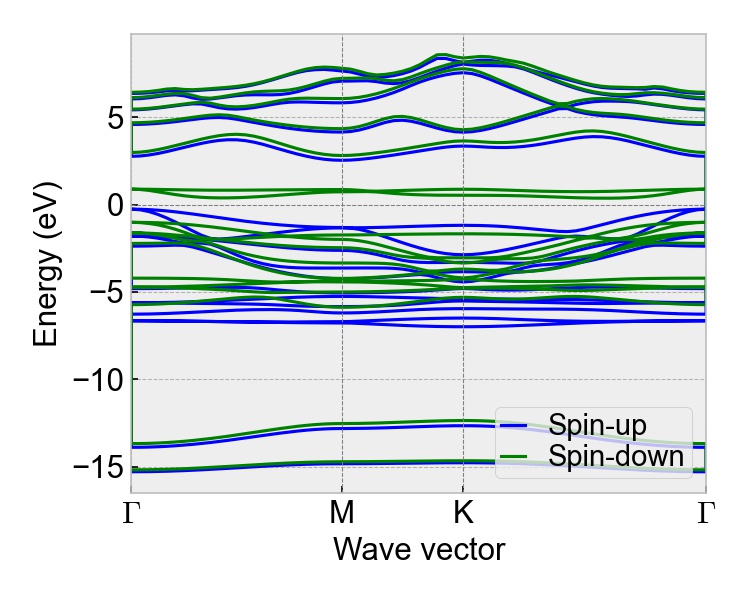 5
0
−5
−10
−15
Energy (eV)
Spin-up
Spin-down
Γ M K Γ
Wave vector